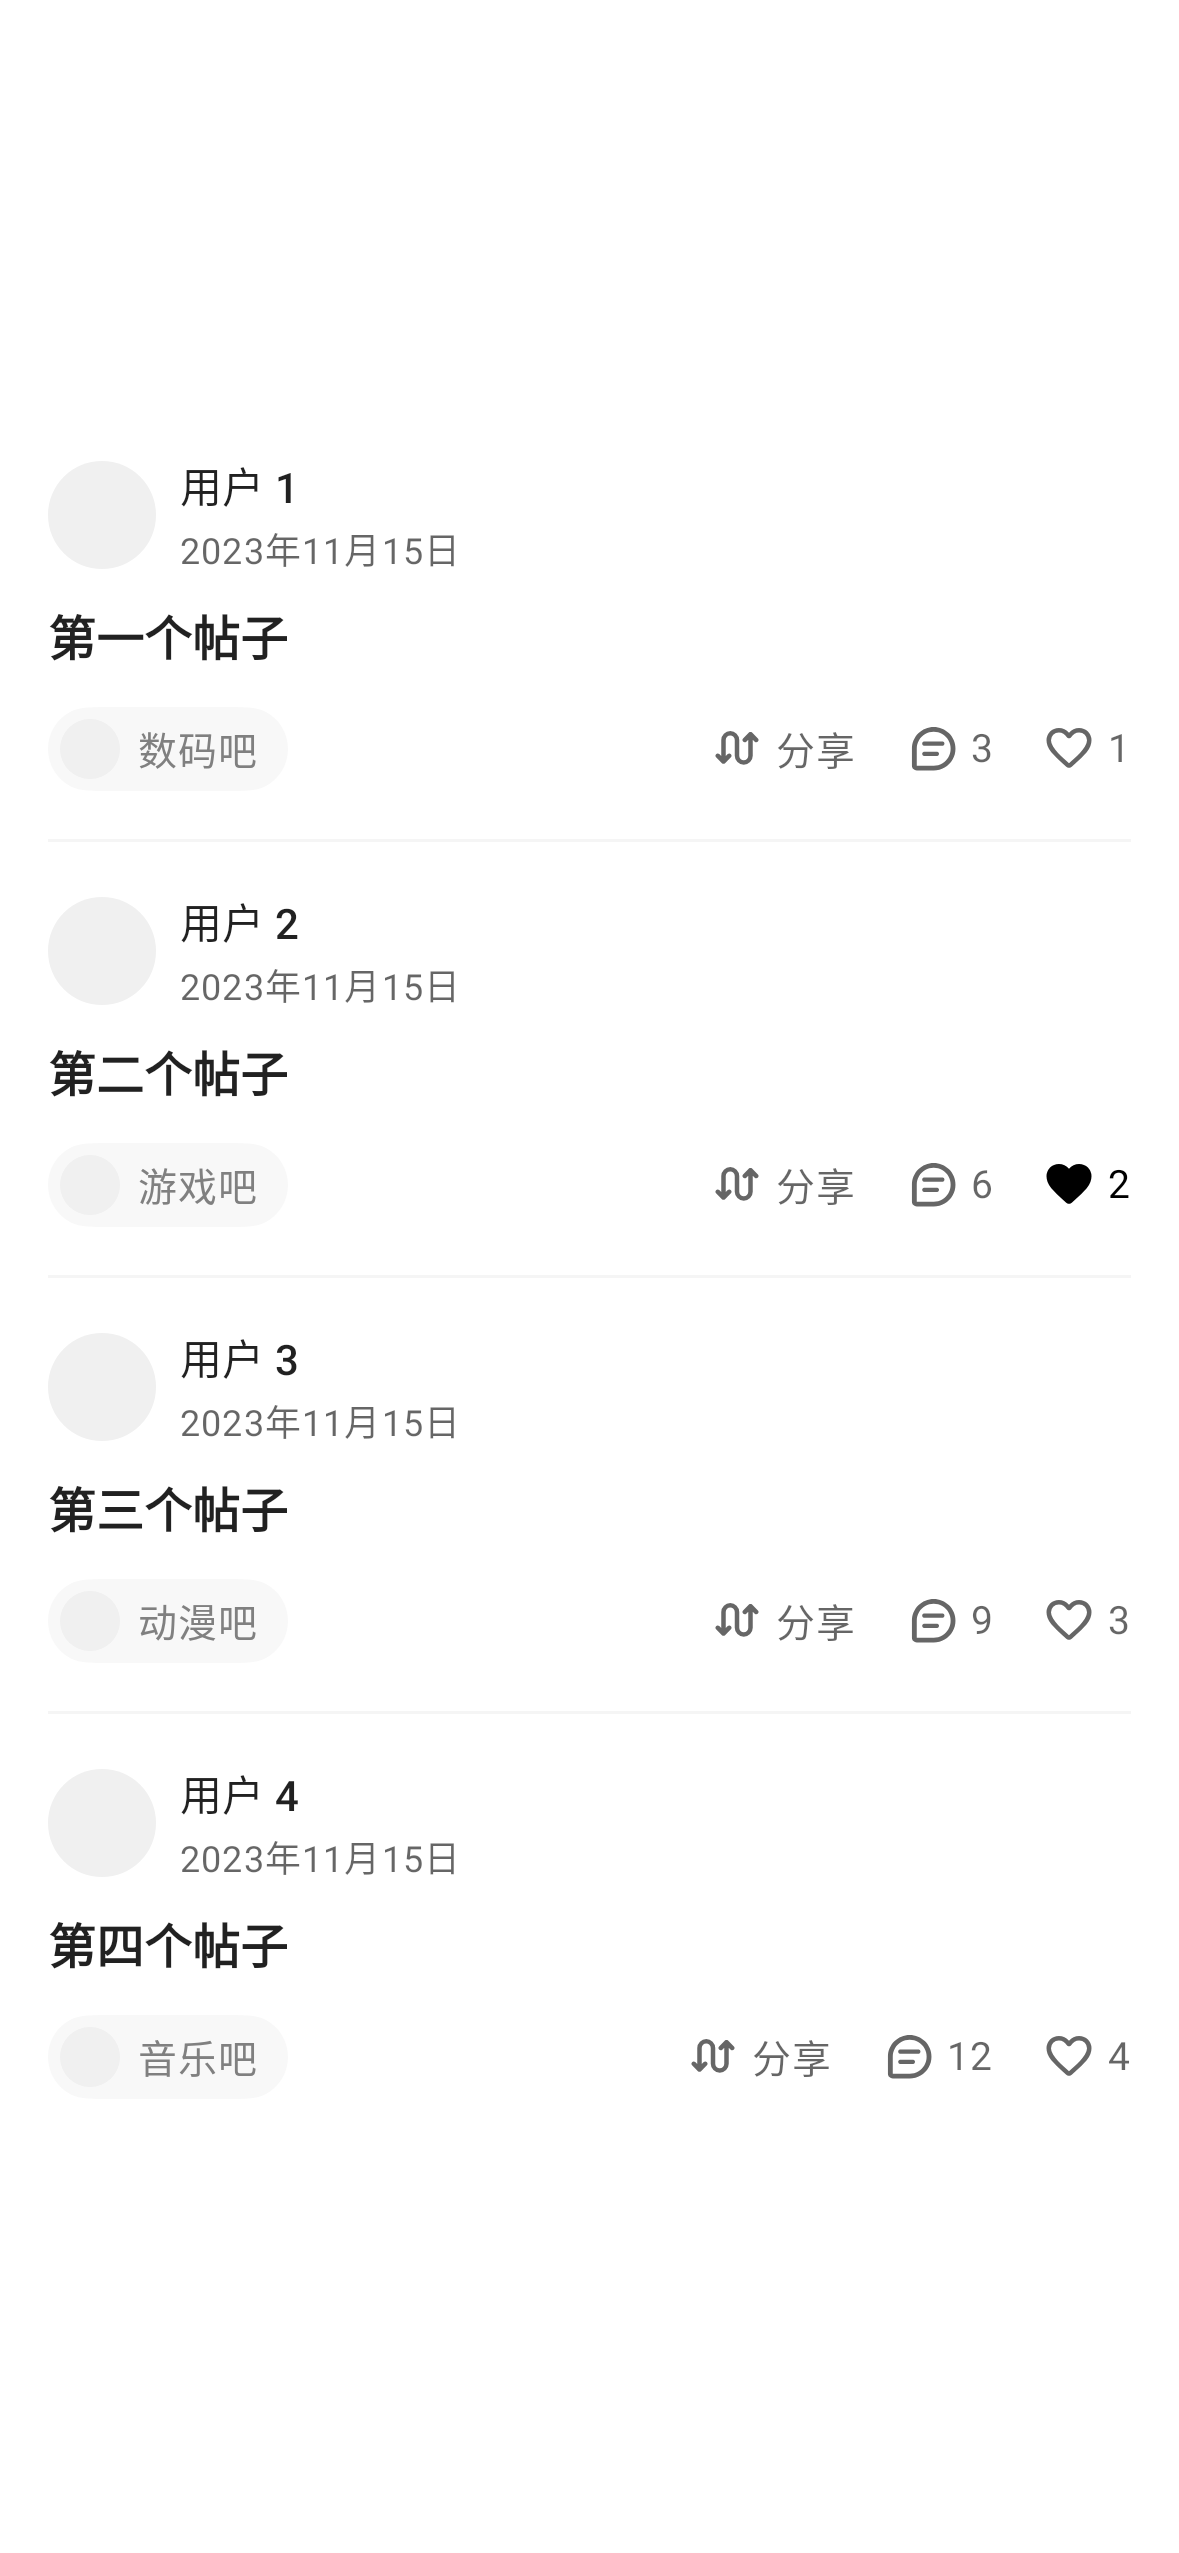 用户 1
2023年11月15日
第一个帖子
数码吧 分享 3 1
用户 2
2023年11月15日
第二个帖子
游戏吧 分享 6 2
用户 3
2023年11月15日
第三个帖子
动漫吧 分享 9 3
用户 4
2023年11月15日
第四个帖子
音乐吧 分享 12 4